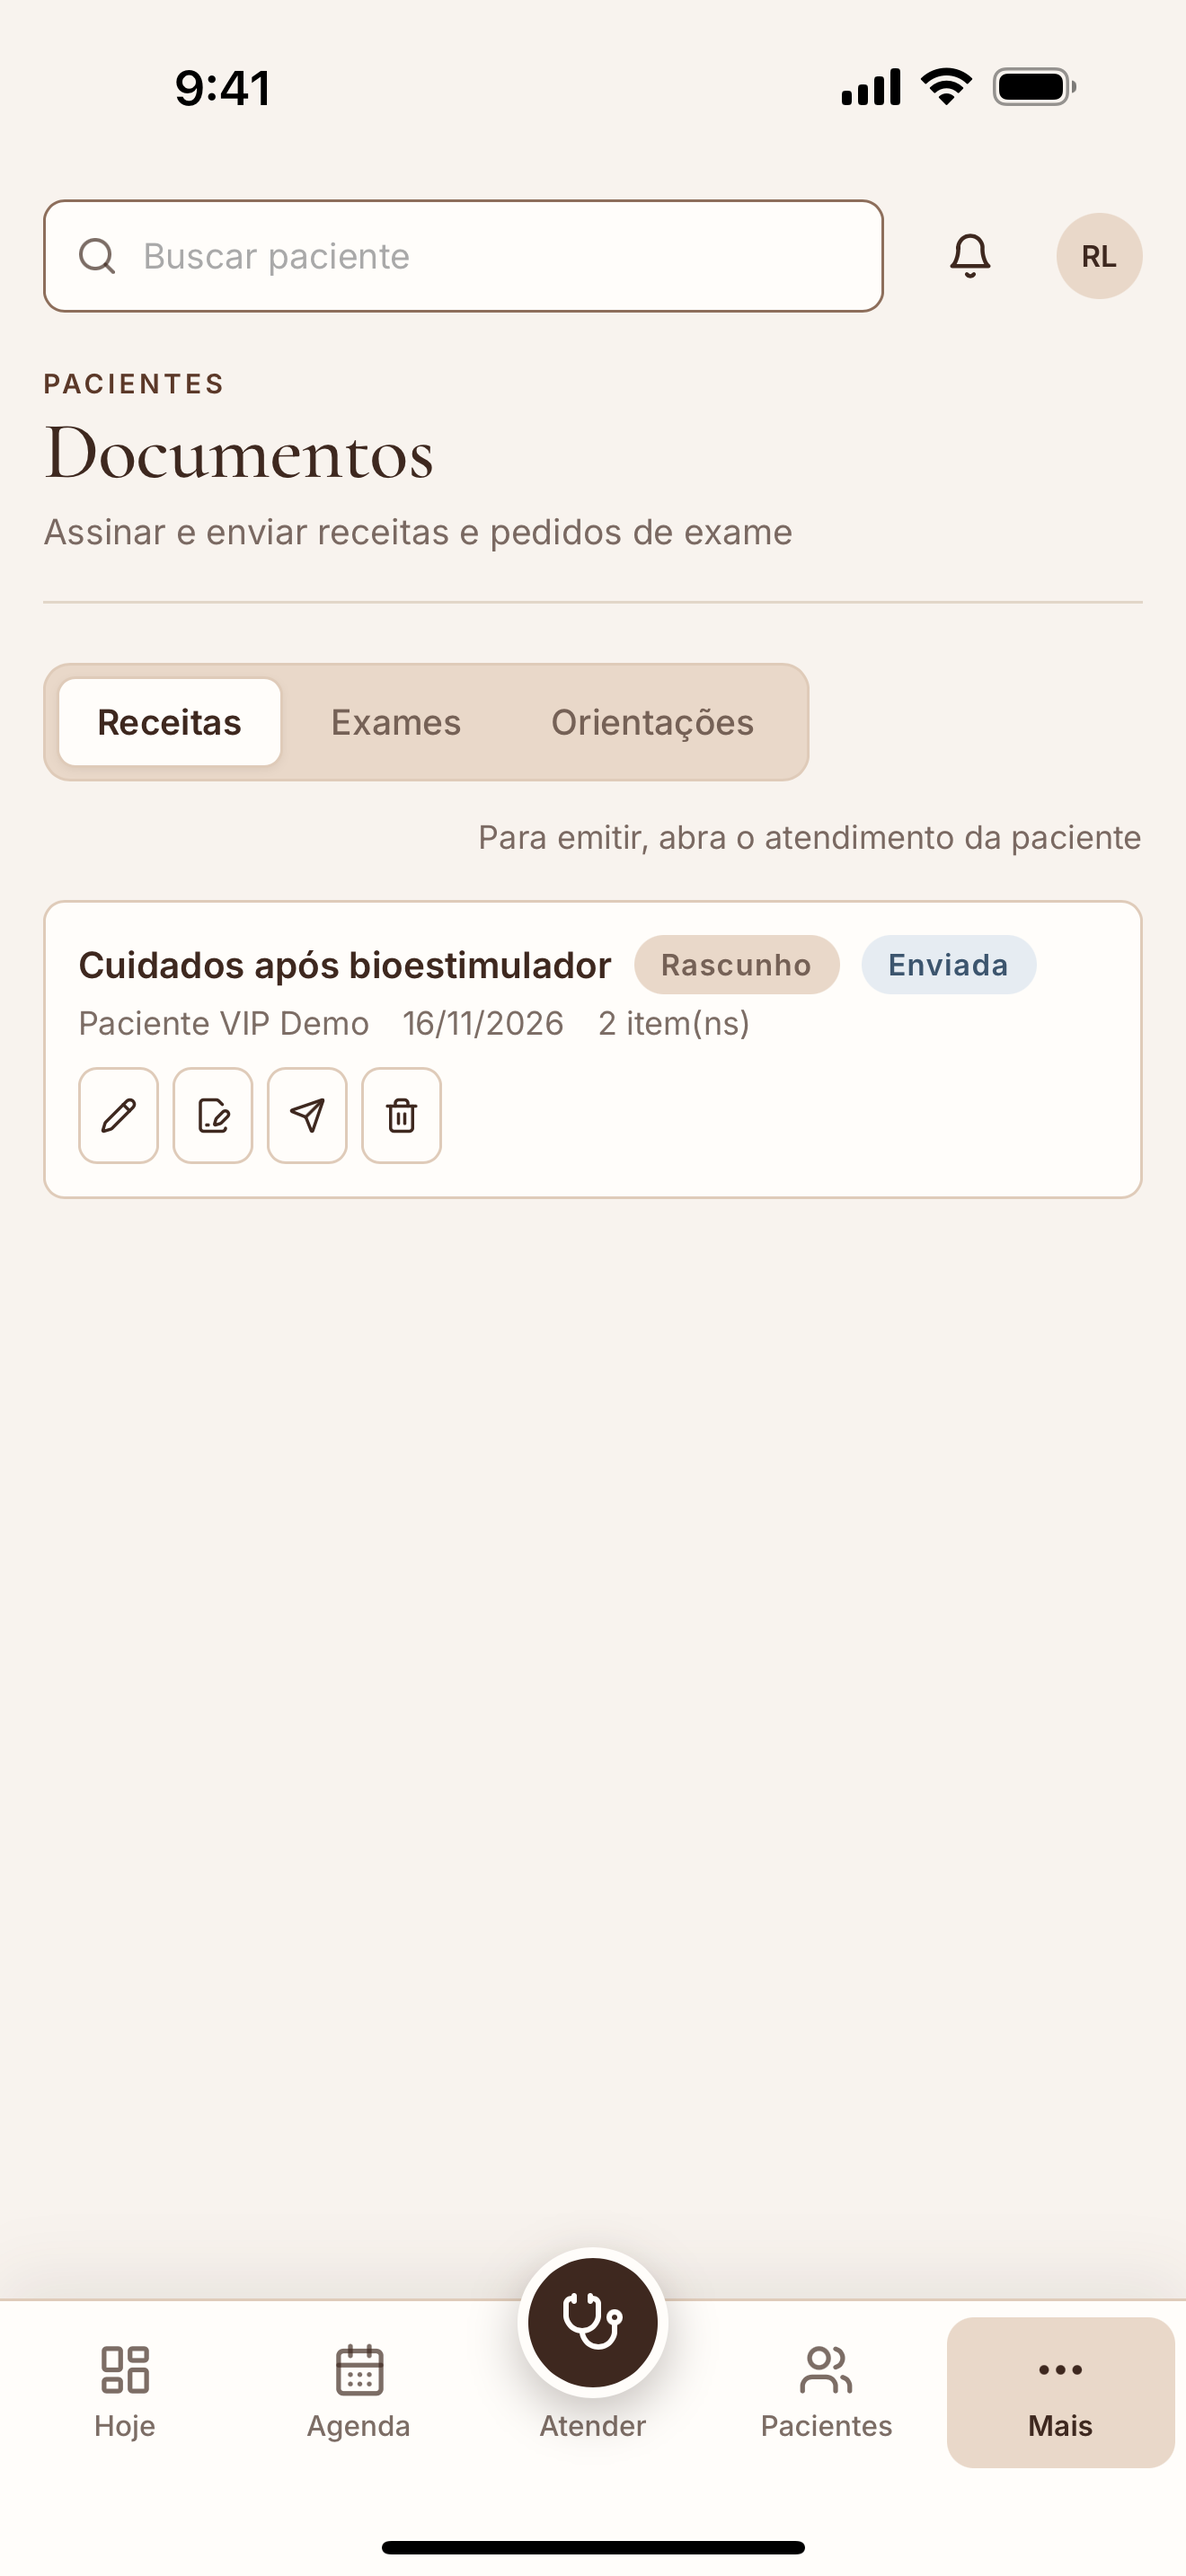 9:41
Buscar paciente
RL
PACIENTES
Documentos
Assinar e enviar receitas e pedidos de exame
Receitas Exames Orientações
Para emitir, abra o atendimento da paciente
Cuidados após bioestimulador Rascunho Enviada
Paciente VIP Demo 16/11/2026 2 item(ns)
Hoje Agenda Atender Pacientes Mais